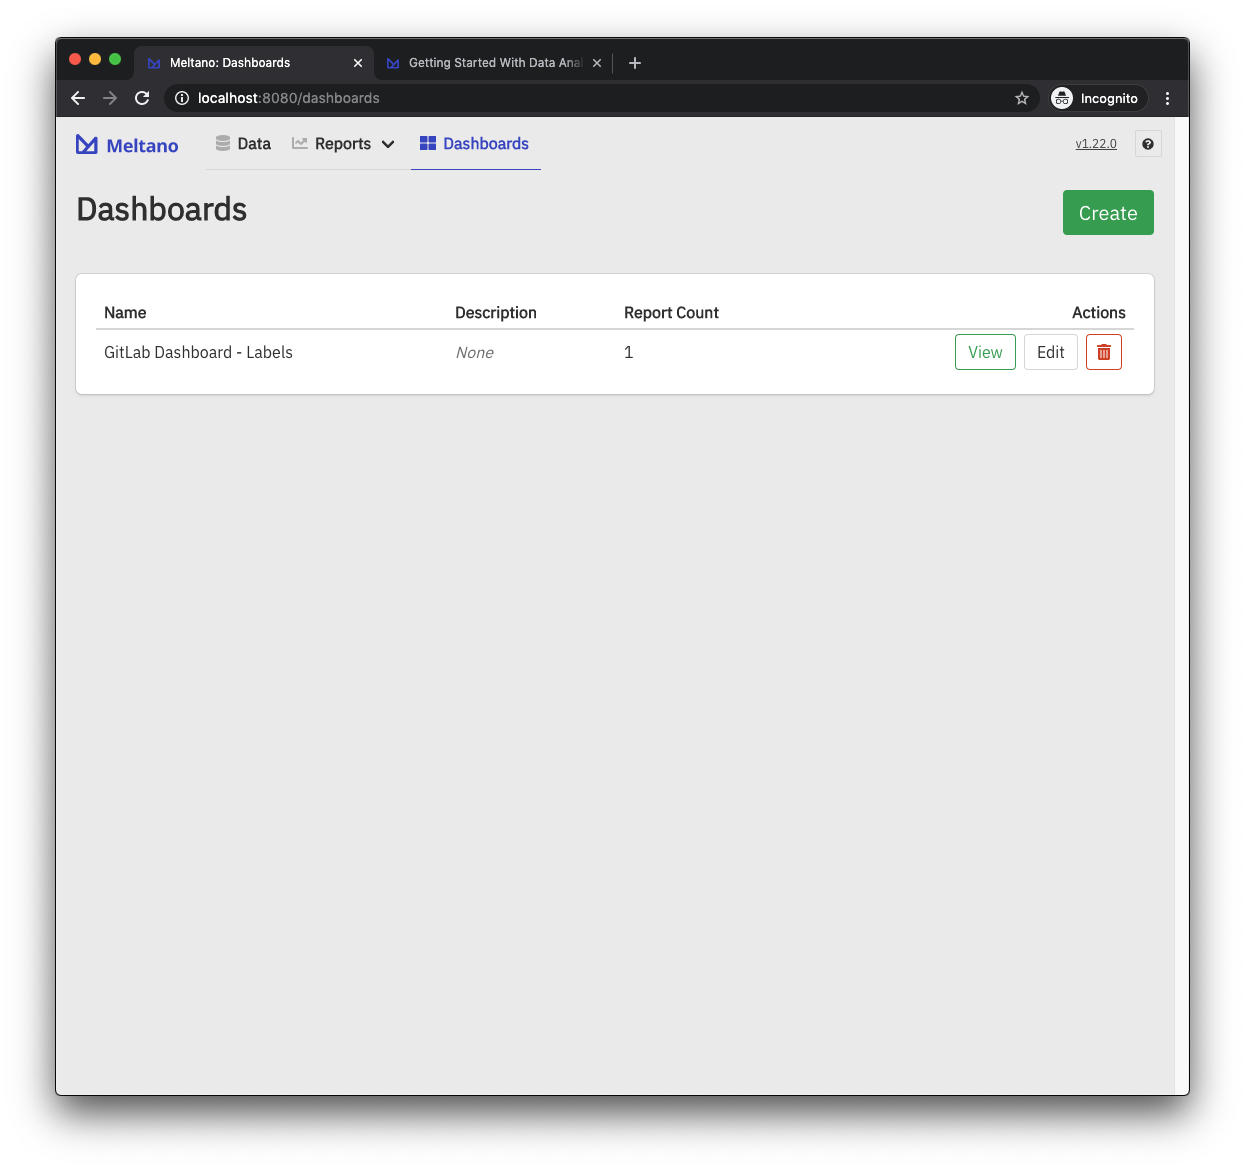 Meltano: Dashboards
Getting Started With Data Ana
localhost:8080/dashboards
Incognito
Meltano Data Reports Dashboards v1.22.0
Dashboards
Create
Name Description Report Count Actions
GitLab Dashboard - Labels None 1 View Edit